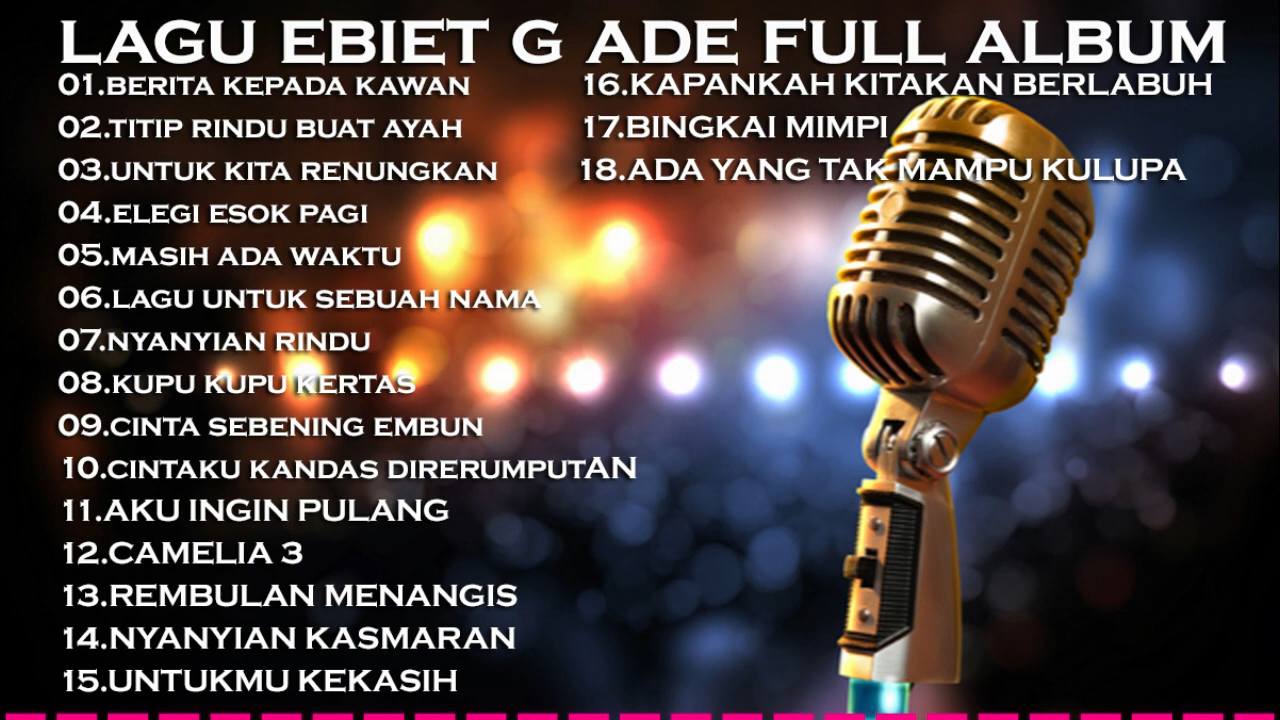 LAGU EBIET G ADE FULL ALBUM
01.BERITA KEPADA KAWAN
02.TITIP RINDU BUAT AYAH
03.UNTUK KITA RENUNGKAN
04.ELEGI ESOK PAGI
05.MASIH ADA WAKTU
06.LAGU UNTUK SEBUAH NAMA
07.NYANYIAN RINDU
08.KUPU KUPU KERTAS
09.CINTA SEBENING EMBUN
10.CINTAKU KANDAS DIRERUMPUTAN
11.AKU INGIN PULANG
12.CAMELIA 3
13.REMBULAN MENANGIS
14.NYANYIAN KASMARAN
15.UNTUKMU KEKASIH
16.KAPANKAH KITAKAN BERLABUH
17.BINGKAI MIMPI
18.ADA YANG TAK MAMPU KULUPA